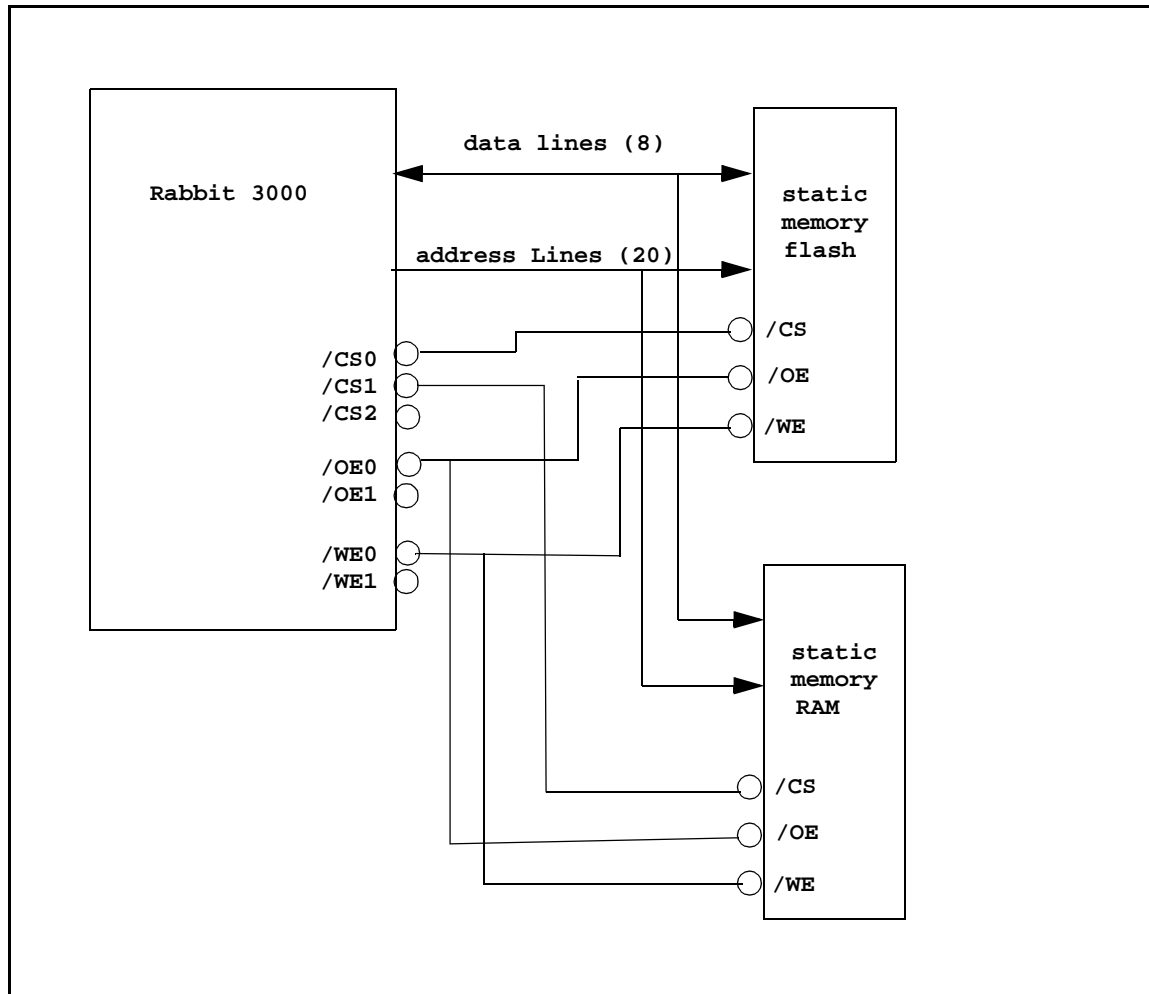 data lines (8)
Rabbit 3000
address Lines (20)
/CS0
/CS1
/CS2
/OE0
/OE1
/WE0
/WE1
static
memory
flash
/CS
/OE
/WE
static
memory
RAM
/CS
/OE
/WE